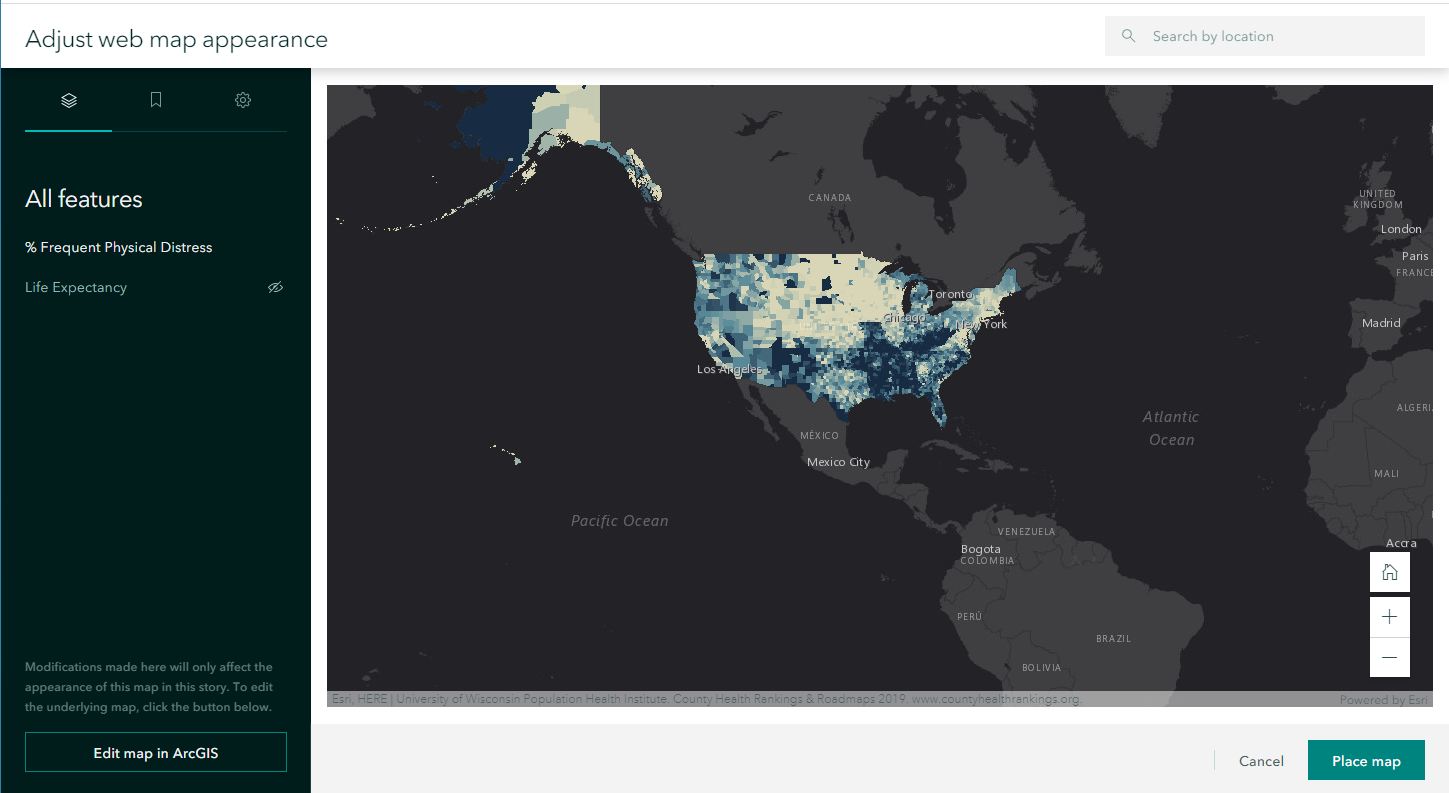 Adjust web map appearance
Search by location
All features
% Frequent Physical Distress
Life Expectancy
Modifications made here will only affect the
appearance of this map in this story. To edit
the underlying map, click the button below.
Edit map in ArcGIS
CANADA
UNITED
KINGDOM
London
Paris
FRANCE
Toronto
Chicago
New York
Madrid
Los Angeles
ALGERI
Atlantic
Ocean
MÉXICO
Mexico City
MALI
Pacific Ocean
VENEZUELA
Accra
Bogota
COLOMBIA
PERÚ
BRAZIL
BOLIVIA
Esri, HERE | University of Wisconsin Population Health Institute. County Health Rankings & Roadmaps 2019. www.countyhealthrankings.org.
Powered by Esri
Cancel
Place map